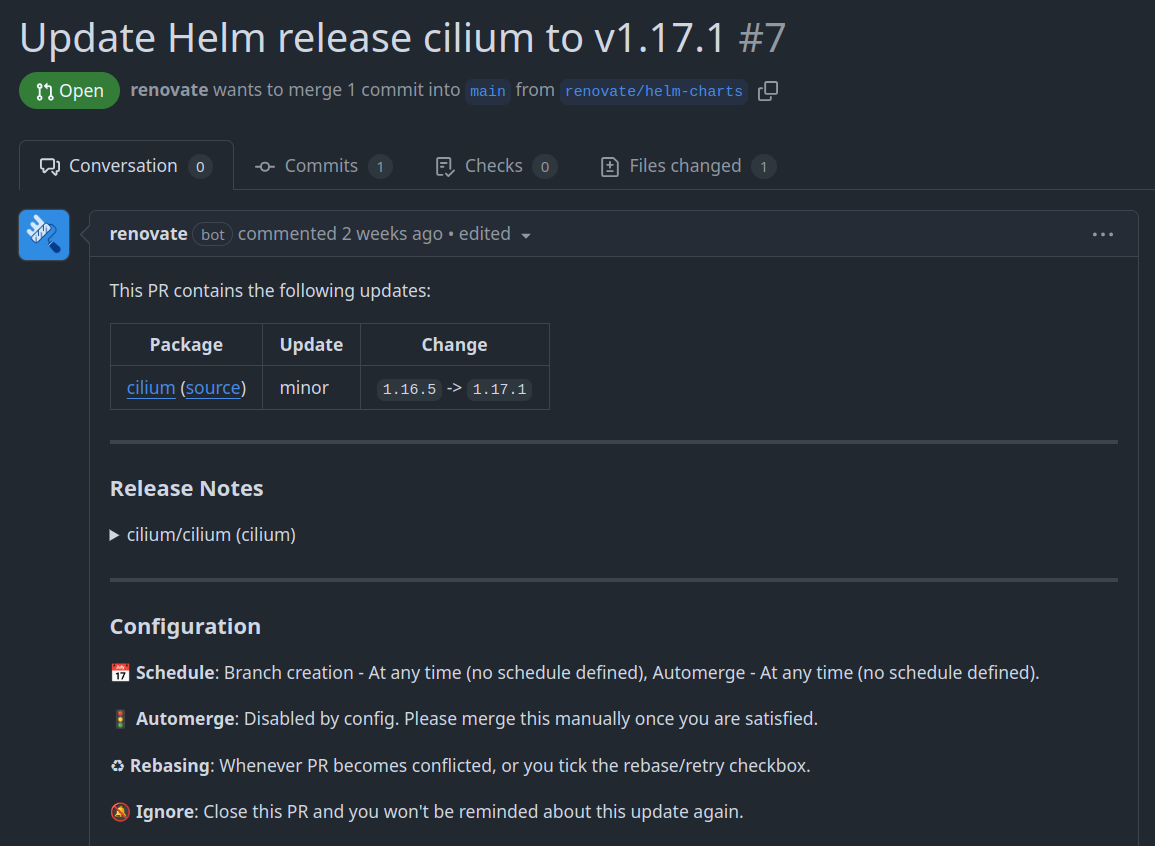 Update Helm release cilium to v1.17.1 #7
Open renovate wants to merge 1 commit into main from renovate/helm-charts
Conversation 0 Commits 1 Checks 0 Files changed 1
renovate bot commented 2 weeks ago • edited
This PR contains the following updates:
Package Update Change
cilium (source) minor 1.16.5 -> 1.17.1
Release Notes
cilium/cilium (cilium)
Configuration
📅 Schedule: Branch creation - At any time (no schedule defined), Automerge - At any time (no schedule defined).
🚦 Automerge: Disabled by config. Please merge this manually once you are satisfied.
♻ Rebasing: Whenever PR becomes conflicted, or you tick the rebase/retry checkbox.
🔕 Ignore: Close this PR and you won't be reminded about this update again.